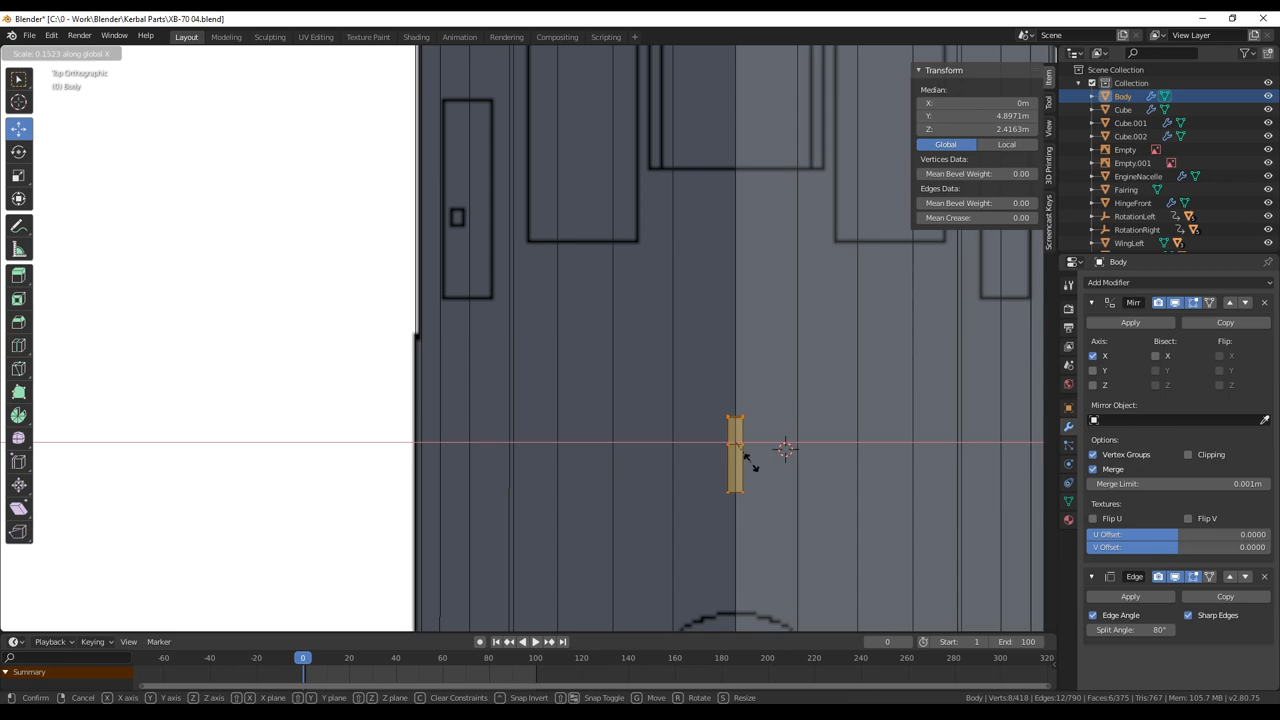 Blender* [C:\0 - Work\Blender\Kerbal Parts\XB-70 04.blend]
File Edit Render Window Help Layout Modeling Sculpting UV Editing Texture Paint Shading Animation Rendering Compositing Scripting + Scene View Layer
Scale: 0.1523 along global X
Top Orthographic
(0) Body
Transform
Median:
X: 0m
Y: 4.8971m
Z: 2.4163m
Global Local
Vertices Data:
Mean Bevel Weight: 0.00
Edges Data:
Mean Bevel Weight: 0.00
Mean Crease: 0.00
Item
Tool
View
3D Printing
Screencast Keys
Scene Collection
Collection
Body
Cube
Cube.001
Cube.002
Empty
Empty.001
EngineNacelle
Fairing
HingeFront
RotationLeft
RotationRight
WingLeft
Body
Add Modifier
Mirr
Apply Copy
Axis: Bisect: Flip:
X X X
Y Y Y
Z Z Z
Mirror Object:
Options:
Vertex Groups Clipping
Merge
Merge Limit: 0.001m
Textures:
Flip U Flip V
U Offset: 0.0000
V Offset: 0.0000
Edge
Apply Copy
Edge Angle Sharp Edges
Split Angle: 80°
Playback Keying View Marker 0 Start: 1 End: 100
-60 -40 -20 0 20 40 60 80 100 120 140 160 180 200 220 240 260 280 300 320
Summary
Confirm Cancel X X axis Y Y axis Z Z axis X X plane Y Y plane Z Z plane C Clear Constraints Snap Invert Snap Toggle G Move R Rotate S Resize Body | Verts:8/418 | Edges:12/790 | Faces:6/375 | Tris:767 | Mem: 105.7 MB | v2.80.75